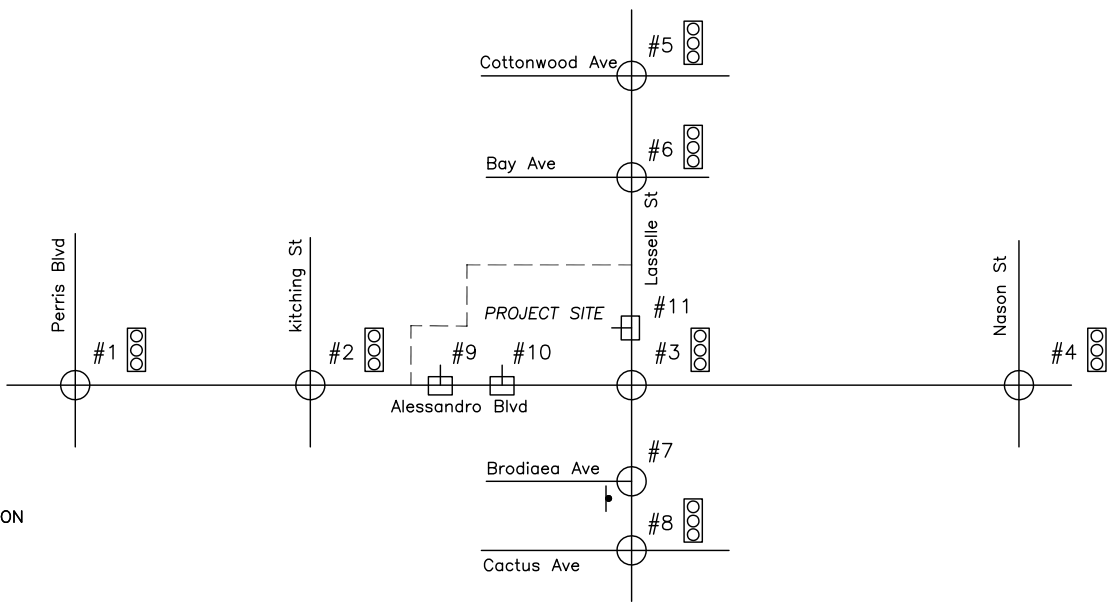 #5
Cottonwood Ave
#6
Bay Ave
Lasselle St
Perris Blvd
kitching St
Nason St
PROJECT SITE
#11
#1
#2
#9
#10
#3
#4
Alessandro Blvd
#7
Brodiaea Ave
ON
#8
Cactus Ave